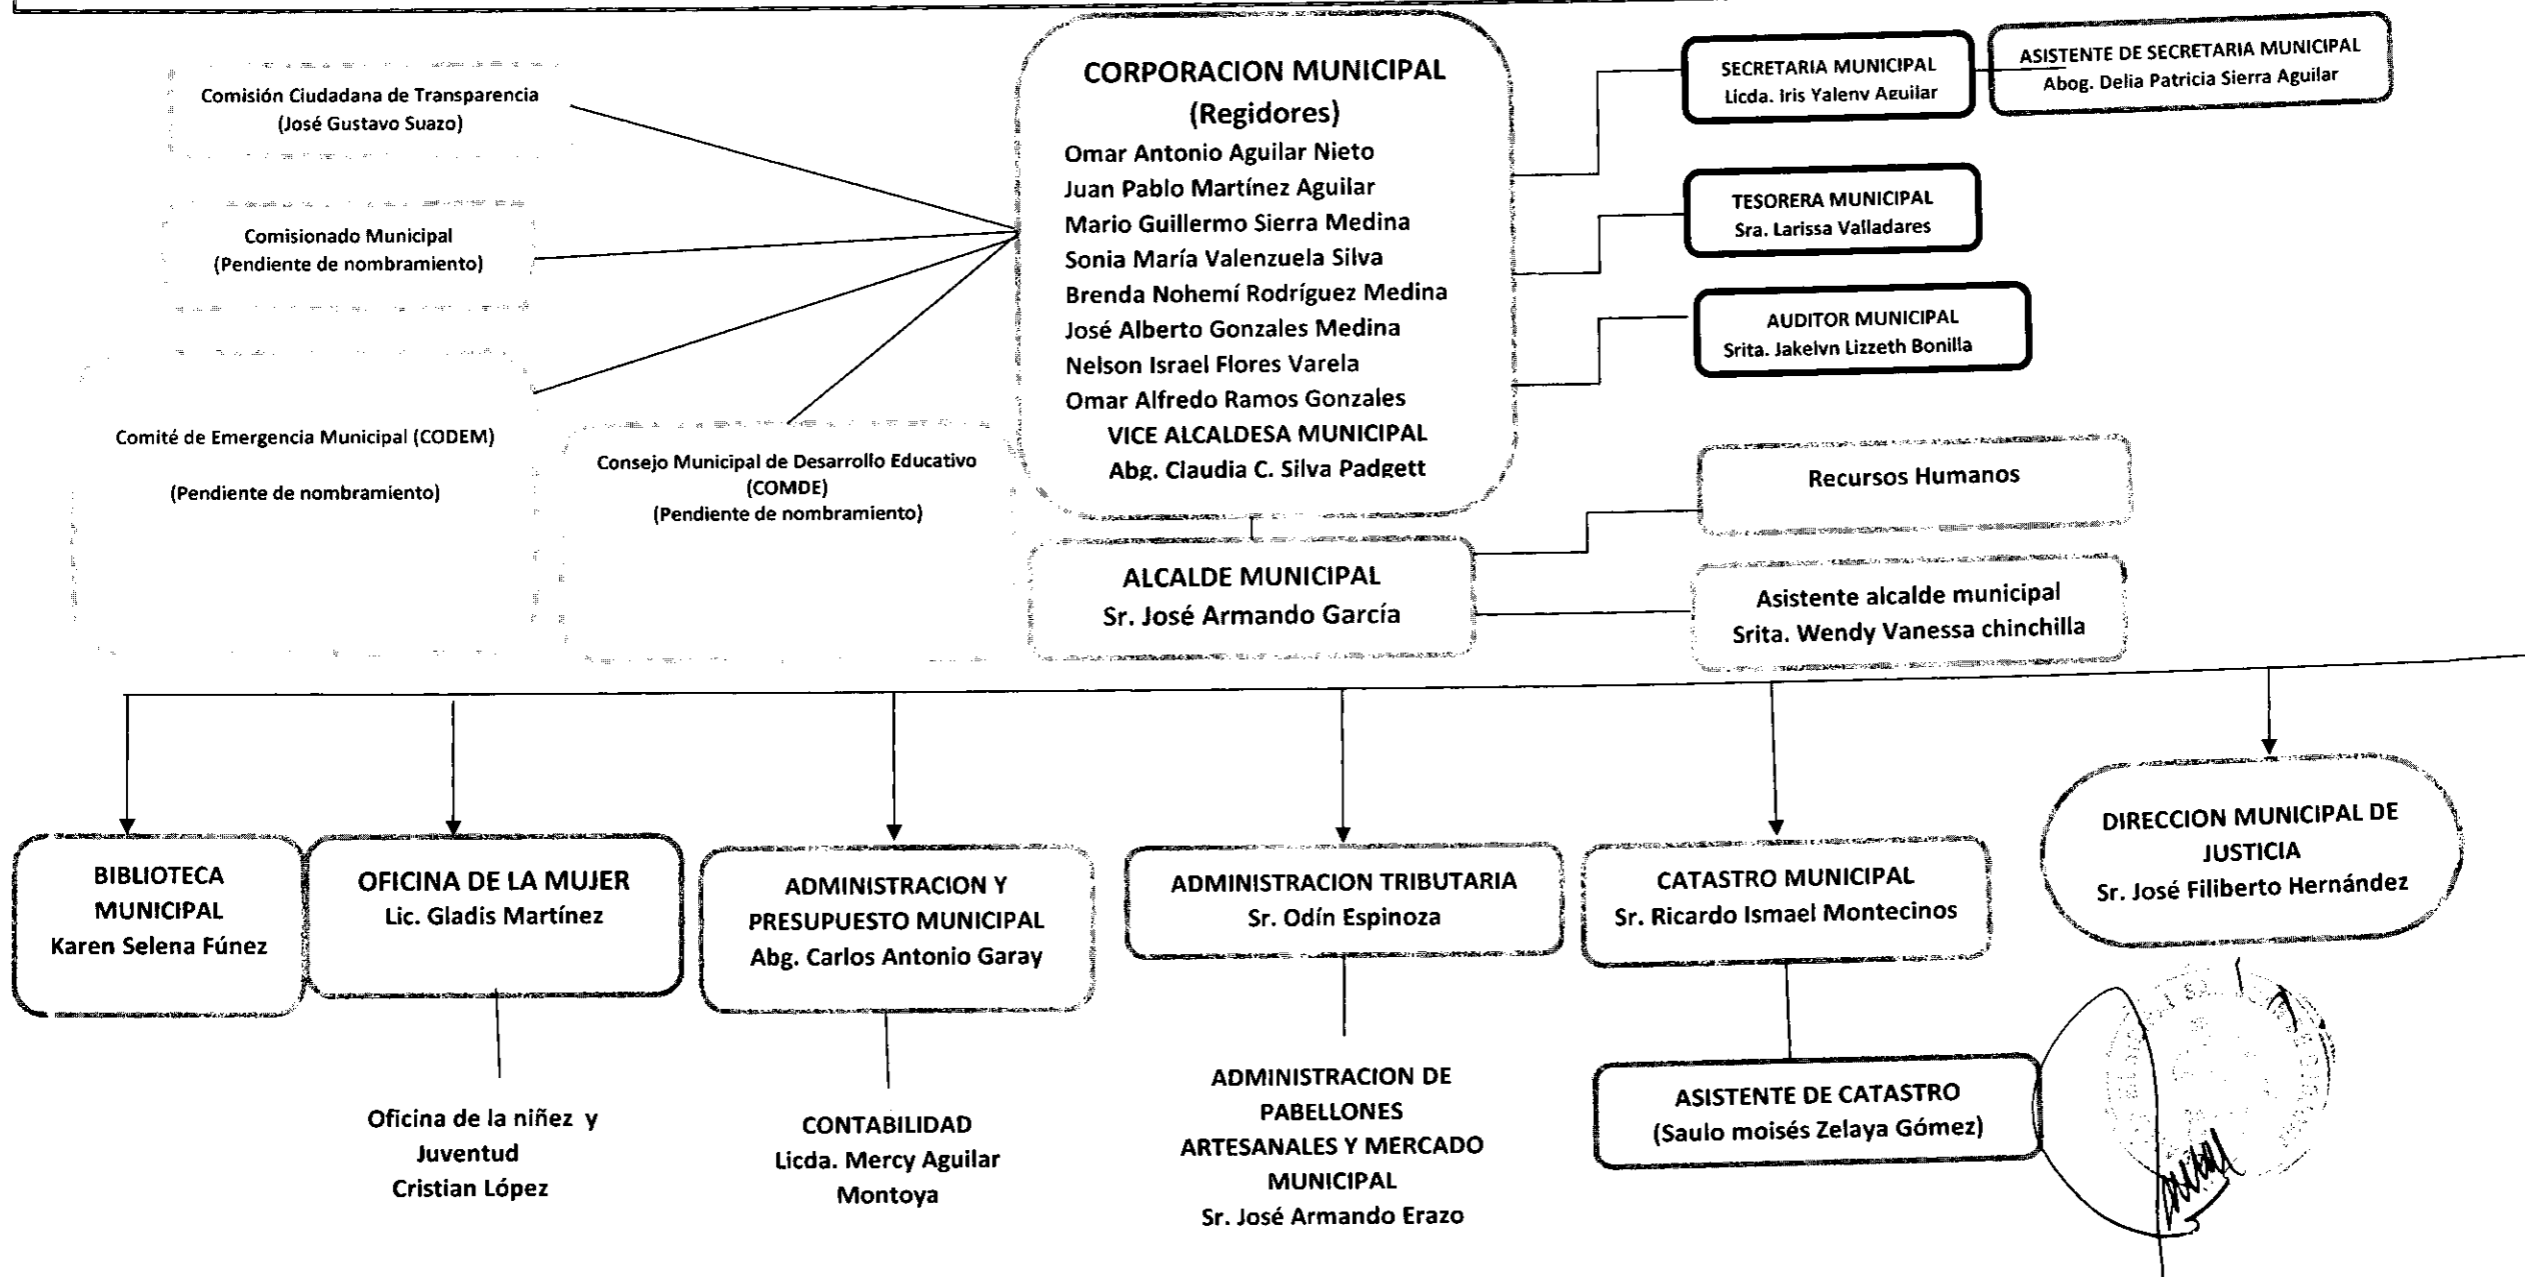 Comisión Ciudadana de Transparencia
(José Gustavo Suazo)
Comisionado Municipal
(Pendiente de nombramiento)
Comité de Emergencia Municipal (CODEM)
(Pendiente de nombramiento)
Consejo Municipal de Desarrollo Educativo
(COMDE)
(Pendiente de nombramiento)
CORPORACION MUNICIPAL
(Regidores)
Omar Antonio Aguilar Nieto
Juan Pablo Martínez Aguilar
Mario Guillermo Sierra Medina
Sonia María Valenzuela Silva
Brenda Nohemí Rodríguez Medina
José Alberto Gonzales Medina
Nelson Israel Flores Varela
Omar Alfredo Ramos Gonzales
VICE ALCALDESA MUNICIPAL
Abg. Claudia C. Silva Padgett
SECRETARIA MUNICIPAL
Licda. Iris Yaleny Aguilar
ASISTENTE DE SECRETARIA MUNICIPAL
Abog. Delia Patricia Sierra Aguilar
TESORERA MUNICIPAL
Sra. Larissa Valladares
AUDITOR MUNICIPAL
Srita. Jakelyn Lizzeth Bonilla
Recursos Humanos
ALCALDE MUNICIPAL
Sr. José Armando García
Asistente alcalde municipal
Srita. Wendy Vanessa chinchilla
BIBLIOTECA
MUNICIPAL
Karen Selena Fúnez
OFICINA DE LA MUJER
Lic. Gladis Martínez
ADMINISTRACION Y
PRESUPUESTO MUNICIPAL
Abg. Carlos Antonio Garay
ADMINISTRACION TRIBUTARIA
Sr. Odín Espinoza
CATASTRO MUNICIPAL
Sr. Ricardo Ismael Montecinos
DIRECCION MUNICIPAL DE
JUSTICIA
Sr. José Filiberto Hernández
Oficina de la niñez y
Juventud
Cristian López
CONTABILIDAD
Licda. Mercy Aguilar
Montoya
ADMINISTRACION DE
PABELLONES
ARTESANALES Y MERCADO
MUNICIPAL
Sr. José Armando Erazo
ASISTENTE DE CATASTRO
(Saulo moisés Zelaya Gómez)